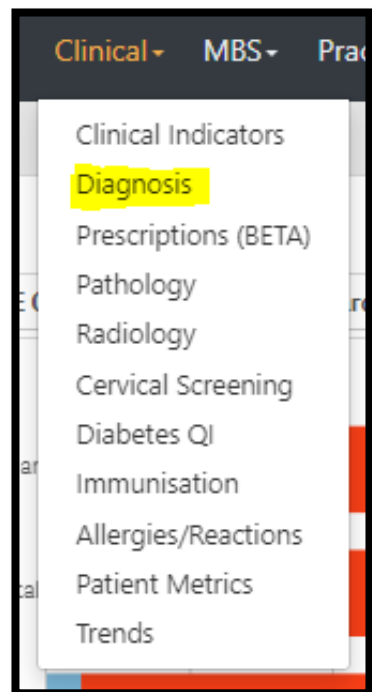 Clinical MBS Prac
Clinical Indicators
Diagnosis
Prescriptions (BETA)
Pathology
Radiology
Cervical Screening
Diabetes QI
Immunisation
Allergies/Reactions
Patient Metrics
Trends